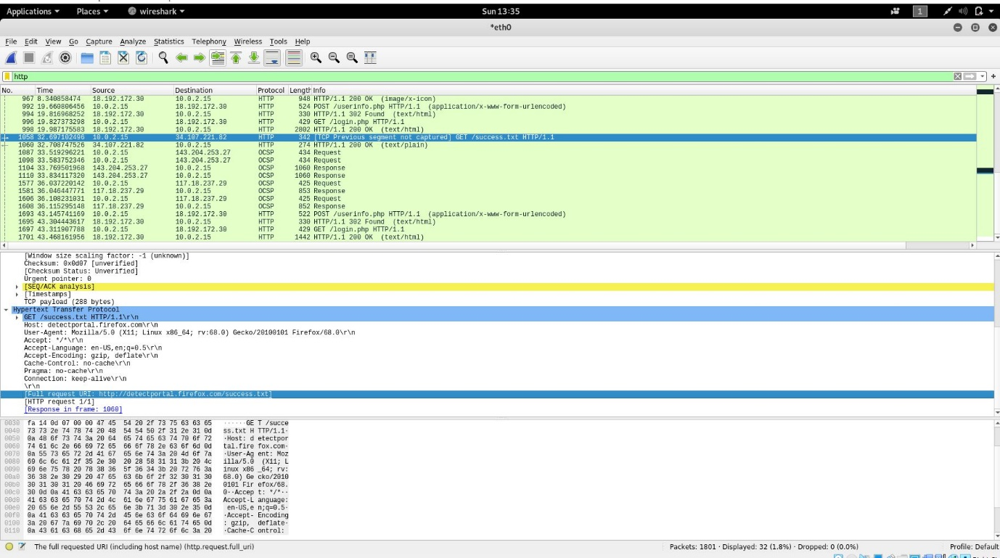 Applications Places wireshark Sun 13:35 1
*eth0
File Edit View Go Capture Analyze Statistics Telephony Wireless Tools Help
http
No. Time Source Destination Protocol Length Info
967 8.340858474 18.192.172.30 10.0.2.15 HTTP 948 HTTP/1.1 200 OK (image/x-icon)
992 19.660806456 10.0.2.15 18.192.172.30 HTTP 524 POST /userinfo.php HTTP/1.1 (application/x-www-form-urlencoded)
994 19.816968252 18.192.172.30 10.0.2.15 HTTP 330 HTTP/1.1 302 Found (text/html)
996 19.827373298 10.0.2.15 18.192.172.30 HTTP 429 GET /login.php HTTP/1.1
998 19.987175583 18.192.172.30 10.0.2.15 HTTP 2802 HTTP/1.1 200 OK (text/html)
1058 32.697102496 10.0.2.15 34.107.221.82 HTTP 342 [TCP Previous segment not captured] GET /success.txt HTTP/1.1
1060 32.708747526 34.107.221.82 10.0.2.15 HTTP 274 HTTP/1.1 200 OK (text/plain)
1087 33.519296221 10.0.2.15 143.204.253.27 OCSP 434 Request
1098 33.583752346 10.0.2.15 143.204.253.27 OCSP 434 Request
1104 33.769501968 143.204.253.27 10.0.2.15 OCSP 1060 Response
1110 33.834117320 143.204.253.27 10.0.2.15 OCSP 1060 Response
1577 36.037220142 10.0.2.15 117.18.237.29 OCSP 425 Request
1581 36.046447771 117.18.237.29 10.0.2.15 OCSP 853 Response
1606 36.108231031 10.0.2.15 117.18.237.29 OCSP 425 Request
1608 36.115295148 117.18.237.29 10.0.2.15 OCSP 852 Response
1693 43.145741169 10.0.2.15 18.192.172.30 HTTP 522 POST /userinfo.php HTTP/1.1 (application/x-www-form-urlencoded)
1695 43.304443617 18.192.172.30 10.0.2.15 HTTP 330 HTTP/1.1 302 Found (text/html)
1697 43.311907788 10.0.2.15 18.192.172.30 HTTP 429 GET /login.php HTTP/1.1
1701 43.468161956 18.192.172.30 10.0.2.15 HTTP 1442 HTTP/1.1 200 OK (text/html)
[Window size scaling factor: -1 (unknown)]
Checksum: 0x0d07 [unverified]
[Checksum Status: Unverified]
Urgent pointer: 0
[SEQ/ACK analysis]
[Timestamps]
TCP payload (288 bytes)
Hypertext Transfer Protocol
GET /success.txt HTTP/1.1\r\n
Host: detectportal.firefox.com\r\n
User-Agent: Mozilla/5.0 (X11; Linux x86_64; rv:68.0) Gecko/20100101 Firefox/68.0\r\n
Accept: */*\r\n
Accept-Language: en-US,en;q=0.5\r\n
Accept-Encoding: gzip, deflate\r\n
Cache-Control: no-cache\r\n
Pragma: no-cache\r\n
Connection: keep-alive\r\n
\r\n
[Full request URI: http://detectportal.firefox.com/success.txt]
[HTTP request 1/1]
[Response in frame: 1060]
0030 fa 14 0d 07 00 00 47 45 54 20 2f 73 75 63 63 65 ······GE T /succe
0040 73 73 2e 74 78 74 20 48 54 54 50 2f 31 2e 31 0d ss.txt H TTP/1.1·
0050 0a 48 6f 73 74 3a 20 64 65 74 65 63 74 70 6f 72 ·Host: d etectpor
0060 74 61 6c 2e 66 69 72 65 66 6f 78 2e 63 6f 6d 0d tal.fire fox.com·
0070 0a 55 73 65 72 2d 41 67 65 6e 74 3a 20 4d 6f 7a ·User-Ag ent: Moz
0080 69 6c 6c 61 2f 35 2e 30 20 28 58 31 31 3b 20 4c illa/5.0 (X11; L
0090 69 6e 75 78 20 78 38 36 5f 36 34 3b 20 72 76 3a inux x86 _64; rv:
00a0 36 38 2e 30 29 20 47 65 63 6b 6f 2f 32 30 31 30 68.0) Ge cko/2010
00b0 30 31 30 31 20 46 69 72 65 66 6f 78 2f 36 38 2e 0101 Fir efox/68.
00c0 30 0d 0a 41 63 63 65 70 74 3a 20 2a 2f 2a 0d 0a 0··Accep t: */*··
00d0 41 63 63 65 70 74 2d 4c 61 6e 67 75 61 67 65 3a Accept-L anguage:
00e0 20 65 6e 2d 55 53 2c 65 6e 3b 71 3d 30 2e 35 0d en-US,e n;q=0.5·
00f0 0a 41 63 63 65 70 74 2d 45 6e 63 6f 64 69 6e 67 ·Accept- Encoding
0100 3a 20 67 7a 69 70 2c 20 64 65 66 6c 61 74 65 0d : gzip, deflate·
0110 0a 43 61 63 68 65 2d 43 6f 6e 74 72 6f 6c 3a 20 ·Cache-C ontrol:
The full requested URI (including host name) (http.request.full_uri) Packets: 1801 · Displayed: 32 (1.8%) · Dropped: 0 (0.0%) Profile: Default